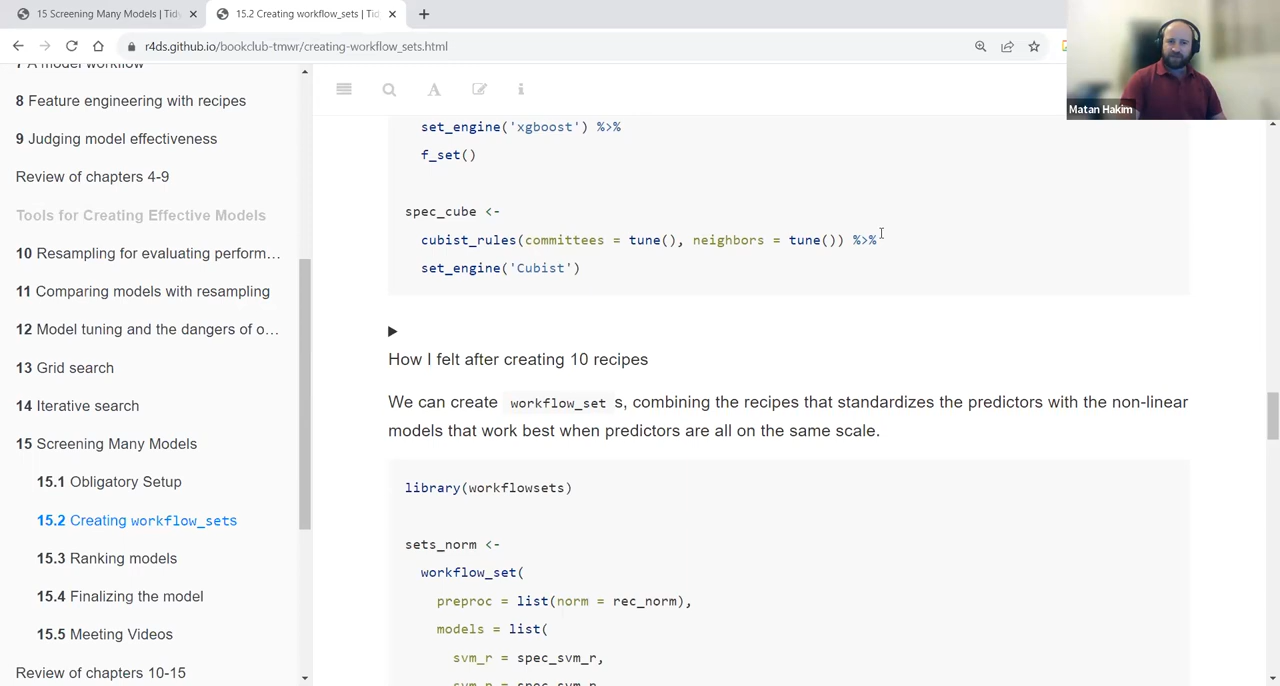 15 Screening Many Models | Tid
15.2 Creating workflow_sets | Tid
r4ds.github.io/bookclub-tmwr/creating-workflow_sets.html
Matan Hakim
7 A model workflow
8 Feature engineering with recipes
9 Judging model effectiveness
Review of chapters 4-9
Tools for Creating Effective Models
10 Resampling for evaluating perform…
11 Comparing models with resampling
12 Model tuning and the dangers of o…
13 Grid search
14 Iterative search
15 Screening Many Models
15.1 Obligatory Setup
15.2 Creating workflow_sets
15.3 Ranking models
15.4 Finalizing the model
15.5 Meeting Videos
Review of chapters 10-15
set_engine('xgboost') %>%
f_set()
spec_cube <-
cubist_rules(committees = tune(), neighbors = tune()) %>%
set_engine('Cubist')
How I felt after creating 10 recipes
We can create workflow_set s, combining the recipes that standardizes the predictors with the non-linear
models that work best when predictors are all on the same scale.
library(workflowsets)
sets_norm <-
workflow_set(
preproc = list(norm = rec_norm),
models = list(
svm_r = spec_svm_r,